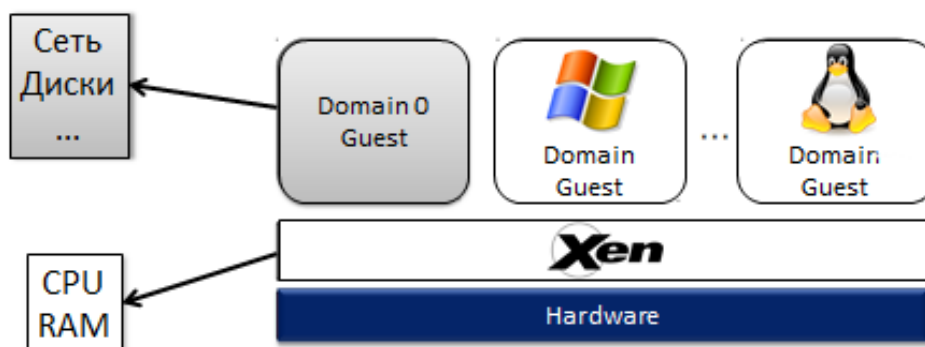 Сеть
Диски
...
Domain 0
Guest
Domain
Guest
...
Domain
Guest
Xen
CPU
RAM
Hardware